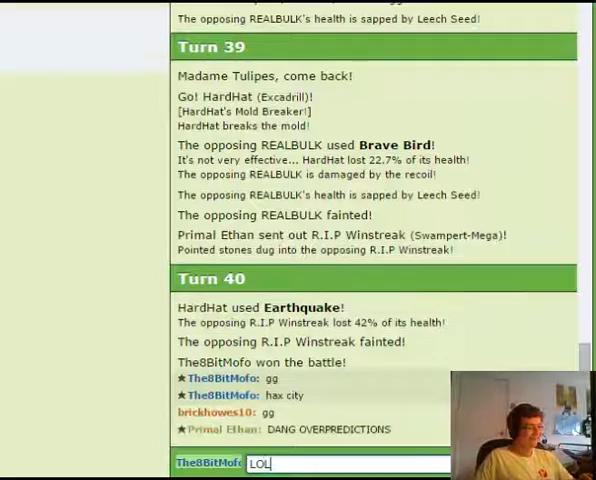 The opposing REALBULK's health is sapped by Leech Seed!
Turn 39
Madame Tulipes, come back!
Go! HardHat (Excadrill)!
[HardHat's Mold Breaker!]
HardHat breaks the mold!
The opposing REALBULK used Brave Bird!
It's not very effective... HardHat lost 22.7% of its health!
The opposing REALBULK is damaged by the recoil!
The opposing REALBULK's health is sapped by Leech Seed!
The opposing REALBULK fainted!
Primal Ethan sent out R.I.P Winstreak (Swampert-Mega)!
Pointed stones dug into the opposing R.I.P Winstreak!
Turn 40
HardHat used Earthquake!
The opposing R.I.P Winstreak lost 42% of its health!
The opposing R.I.P Winstreak fainted!
The8BitMofo won the battle!
★The8BitMofo: gg
★The8BitMofo: hax city
brickhowes10: gg
★Primal Ethan: DANG OVERPREDICTIONS
The8BitMofo LOL